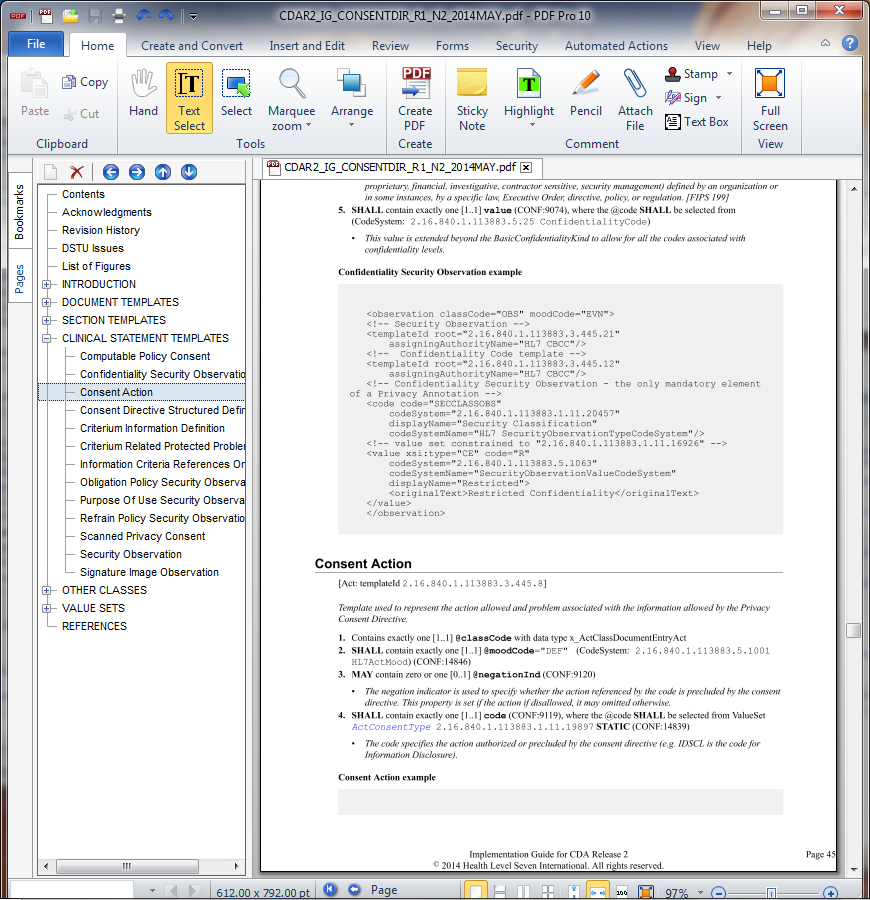 CDAR2_IG_CONSENTDIR_R1_N2_2014MAY.pdf - PDF Pro 10
File Home Create and Convert Insert and Edit Review Forms Security Automated Actions View Help
Paste Copy Cut
Clipboard
Hand Text Select Select Marquee zoom Arrange
Tools
PDF Create PDF
Create
Sticky Note Highlight Pencil Attach File Stamp Sign Text Box
Comment
Full Screen
View
Bookmarks
Pages
Contents
Acknowledgments
Revision History
DSTU Issues
List of Figures
INTRODUCTION
DOCUMENT TEMPLATES
SECTION TEMPLATES
CLINICAL STATEMENT TEMPLATES
Computable Policy Consent
Confidentiality Security Observatio
Consent Action
Consent Directive Structured Defin
Criterium Information Definition
Criterium Related Protected Probler
Information Criteria References Or
Obligation Policy Security Observa
Purpose Of Use Security Observa
Refrain Policy Security Observatio
Scanned Privacy Consent
Security Observation
Signature Image Observation
OTHER CLASSES
VALUE SETS
REFERENCES
CDAR2_IG_CONSENTDIR_R1_N2_2014MAY.pdf
proprietary, financial, investigative, contractor sensitive, security management) defined by an organization or
in some instances, by a specific law, Executive Order, directive, policy, or regulation. [FIPS 199]
5. SHALL contain exactly one [1..1] value (CONF:9074), where the @code SHALL be selected from
(CodeSystem: 2.16.840.1.113883.5.25 ConfidentialityCode)
• This value is extended beyond the BasicConfidentialityKind to allow for all the codes associated with
confidentiality levels.
Confidentiality Security Observation example
<observation classCode="OBS" moodCode="EVN">
<!-- Security Observation -->
<templateId root="2.16.840.1.113883.3.445.21"
assigningAuthorityName="HL7 CBCC"/>
<!-- Confidentiality Code template -->
<templateId root="2.16.840.1.113883.3.445.12"
assigningAuthorityName="HL7 CBCC"/>
<!-- Confidentiality Security Observation - the only mandatory element
of a Privacy Annotation -->
<code code="SECCLASSOBS"
codeSystem="2.16.840.1.113883.1.11.20457"
displayName="Security Classification"
codeSystemName="HL7 SecurityObservationTypeCodeSystem"/>
<!-- value set constrained to "2.16.840.1.113883.1.11.16926" -->
<value xsi:type="CE" code="R"
codeSystem="2.16.840.1.113883.5.1063"
codeSystemName="SecurityObservationValueCodeSystem"
displayName="Restricted">
<originalText>Restricted Confidentiality</originalText>
</value>
</observation>
Consent Action
[Act: templateId 2.16.840.1.113883.3.445.8]
Template used to represent the action allowed and problem associated with the information allowed by the Privacy
Consent Directive.
1. Contains exactly one [1..1] @classCode with data type x_ActClassDocumentEntryAct
2. SHALL contain exactly one [1..1] @moodCode="DEF" (CodeSystem: 2.16.840.1.113883.5.1001
HL7ActMood) (CONF:14846)
3. MAY contain zero or one [0..1] @negationInd (CONF:9120)
• The negation indicator is used to specify whether the action referenced by the code is precluded by the consent
directive. This property is set if the action if disallowed, it may omitted otherwise.
4. SHALL contain exactly one [1..1] code (CONF:9119), where the @code SHALL be selected from ValueSet
ActConsentType 2.16.840.1.113883.1.11.19897 STATIC (CONF:14839)
• The code specifies the action authorized or precluded by the consent directive (e.g. IDSCL is the code for
Information Disclosure).
Consent Action example
Implementation Guide for CDA Release 2 Page 45
© 2014 Health Level Seven International. All rights reserved.
612.00 x 792.00 pt Page 97%